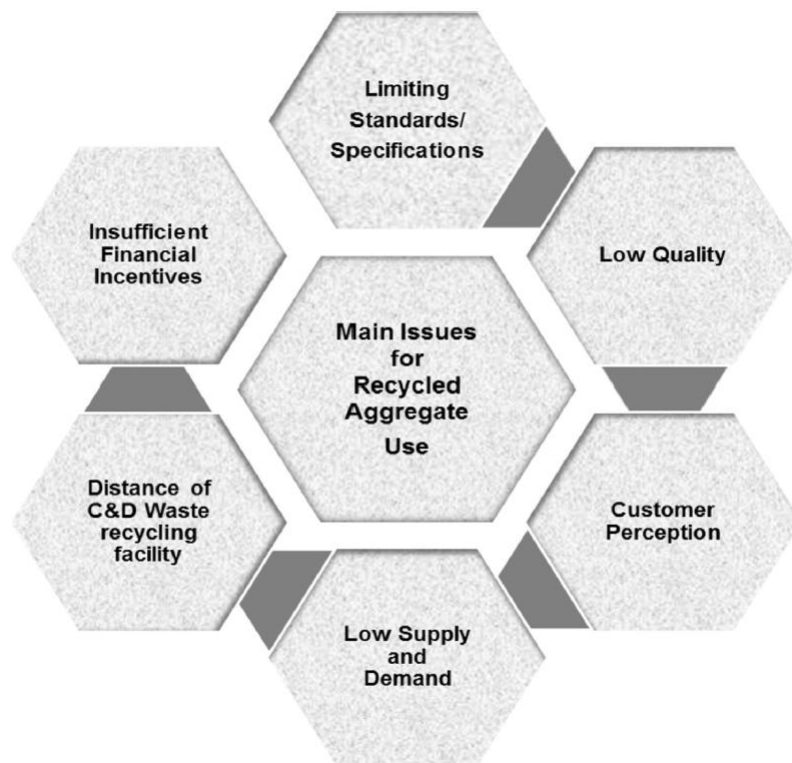 Limiting
Standards/
Specifications
Insufficient
Financial
Incentives
Low Quality
Main Issues
for
Recycled
Aggregate
Use
Distance of
C&D Waste
recycling
facility
Customer
Perception
Low Supply
and
Demand